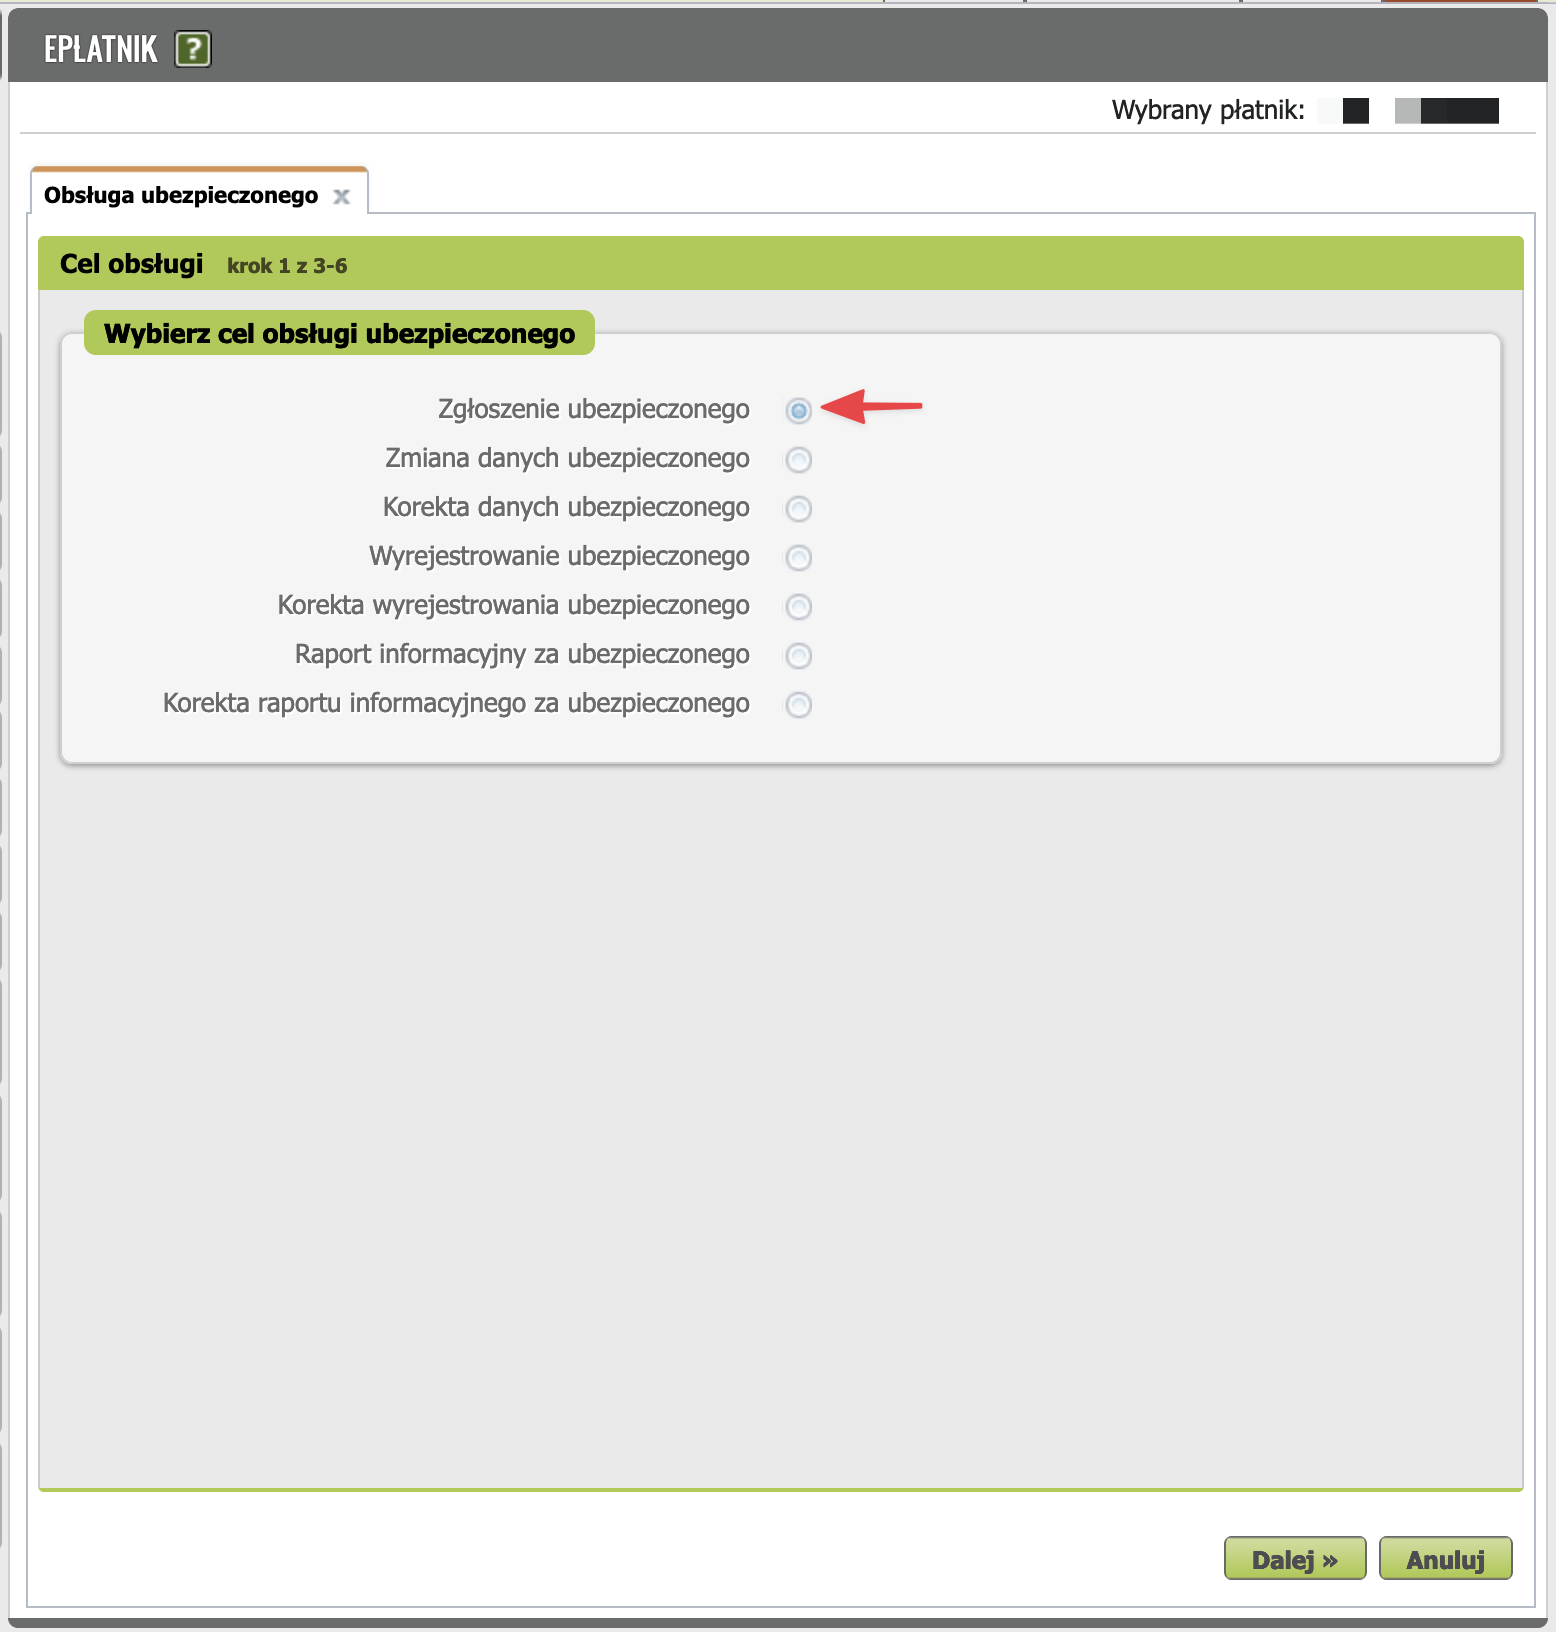 EPŁATNIK ?
Wybrany płatnik:
Obsługa ubezpieczonego x
Cel obsługi krok 1 z 3-6
Wybierz cel obsługi ubezpieczonego
Zgłoszenie ubezpieczonego
Zmiana danych ubezpieczonego
Korekta danych ubezpieczonego
Wyrejestrowanie ubezpieczonego
Korekta wyrejestrowania ubezpieczonego
Raport informacyjny za ubezpieczonego
Korekta raportu informacyjnego za ubezpieczonego
Dalej » Anuluj